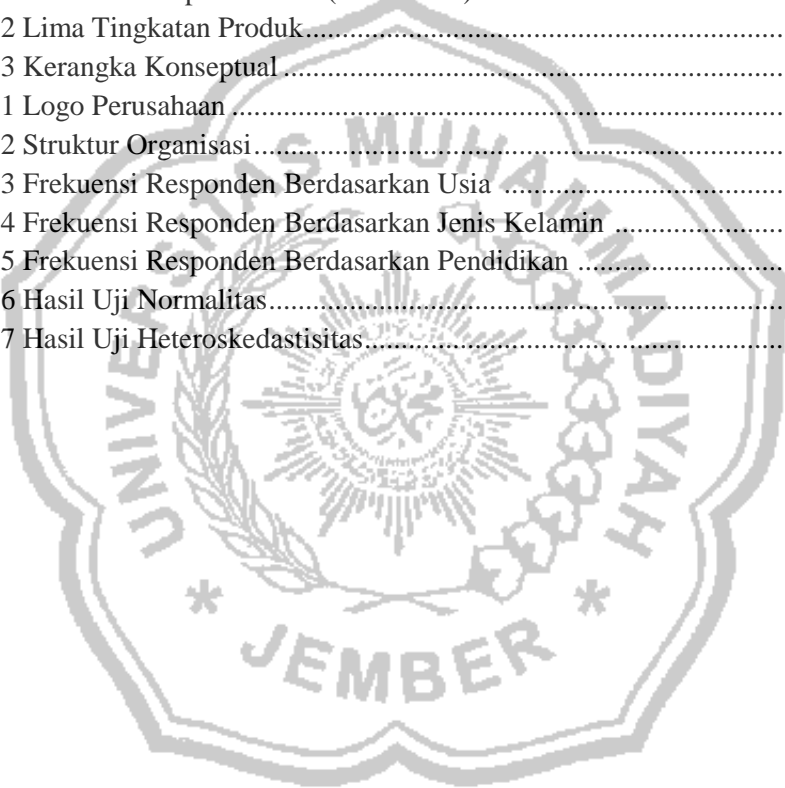 2 Lima Tingkatan Produk................................................................
3 Kerangka Konseptual ..................................................................
1 Logo Perusahaan ........................................................................
2 Struktur Organisasi.....................................................................
3 Frekuensi Responden Berdasarkan Usia ....................................
4 Frekuensi Responden Berdasarkan Jenis Kelamin ......................
5 Frekuensi Responden Berdasarkan Pendidikan ..........................
6 Hasil Uji Normalitas...................................................................
7 Hasil Uji Heteroskedastisitas......................................................
UNIVERSITAS MUHAMMADIYAH
* JEMBER *